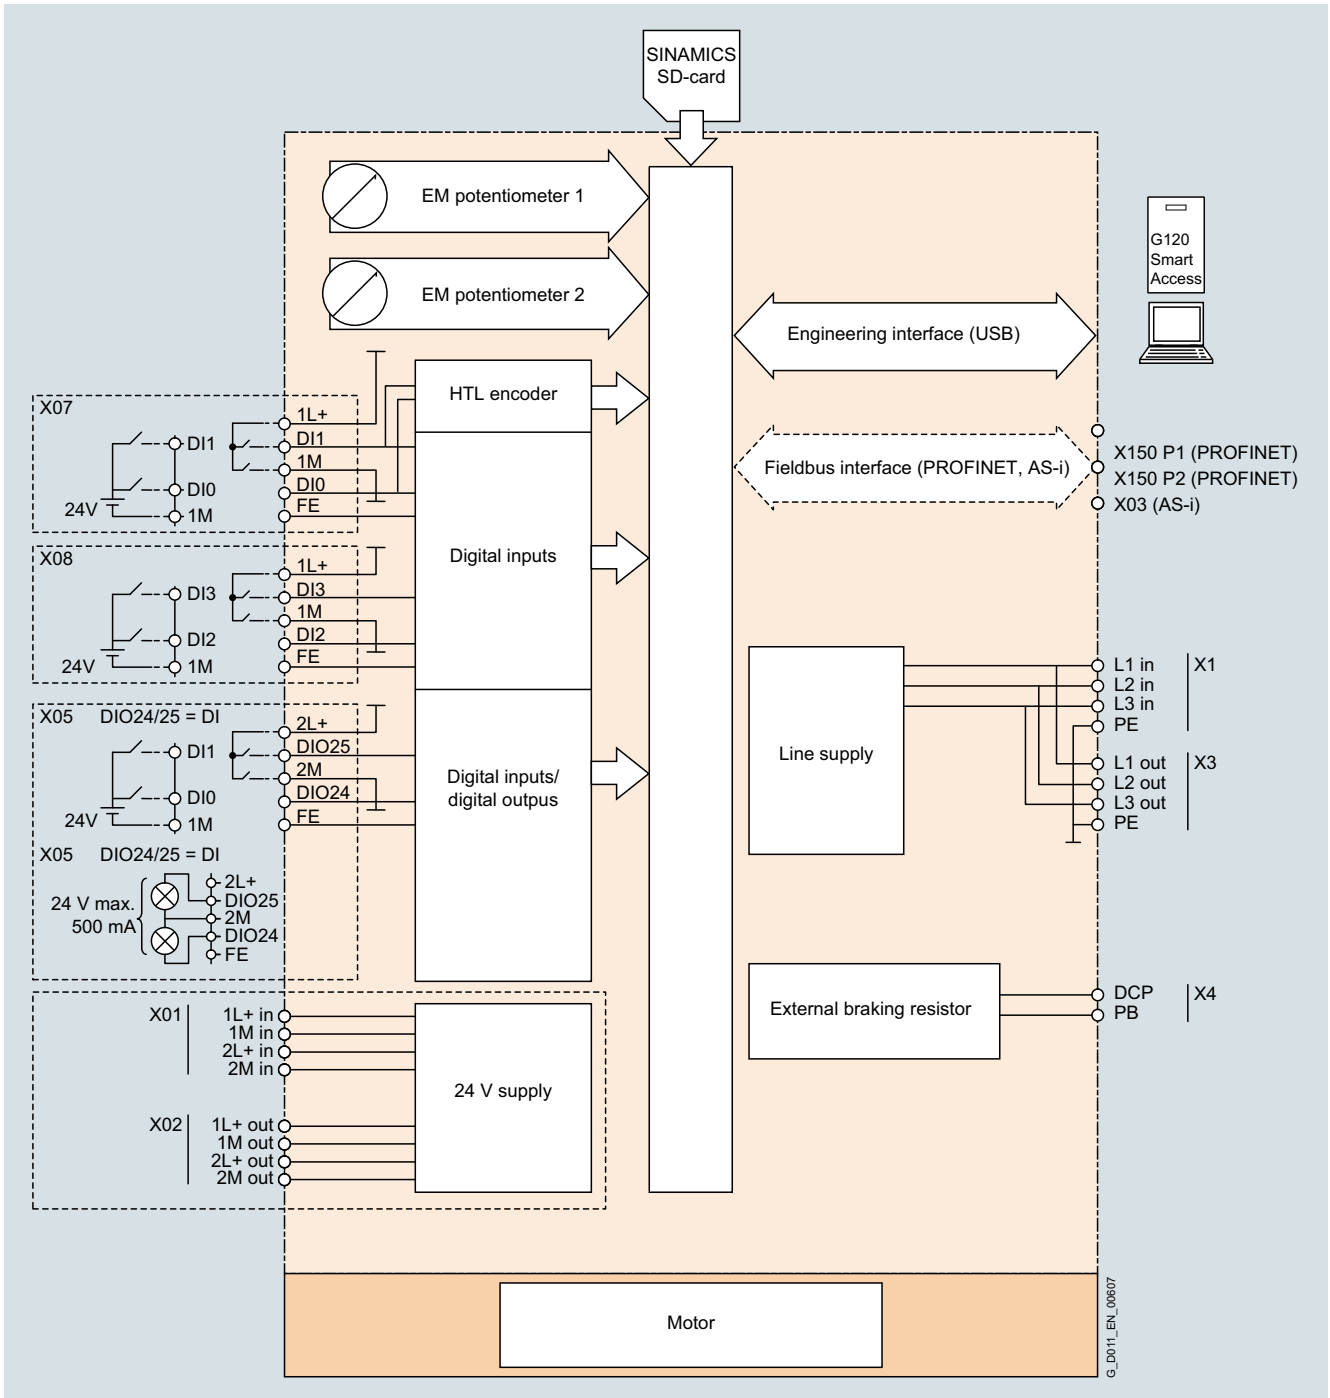 SINAMICS
SD-card
EM potentiometer 1
EM potentiometer 2
G120
Smart
Access
Engineering interface (USB)
HTL encoder
Fieldbus interface (PROFINET, AS-i)
X150 P1 (PROFINET)
X150 P2 (PROFINET)
X03 (AS-i)
X07
DI1
DI0
24V
1M
1L+
DI1
1M
DI0
FE
Digital inputs
X08
DI3
DI2
24V
1M
1L+
DI3
1M
DI2
FE
X05 DIO24/25 = DI
DI1
DI0
24V
1M
2L+
DIO25
2M
DIO24
FE
Digital inputs/
digital outpus
X05 DIO24/25 = DI
24 V max.
500 mA
2L+
DIO25
2M
DIO24
FE
Line supply
L1 in
L2 in
L3 in
PE
X1
L1 out
L2 out
L3 out
PE
X3
External braking resistor
DCP
PB
X4
X01
1L+ in
1M in
2L+ in
2M in
24 V supply
X02
1L+ out
1M out
2L+ out
2M out
Motor
G_D011_EN_00607